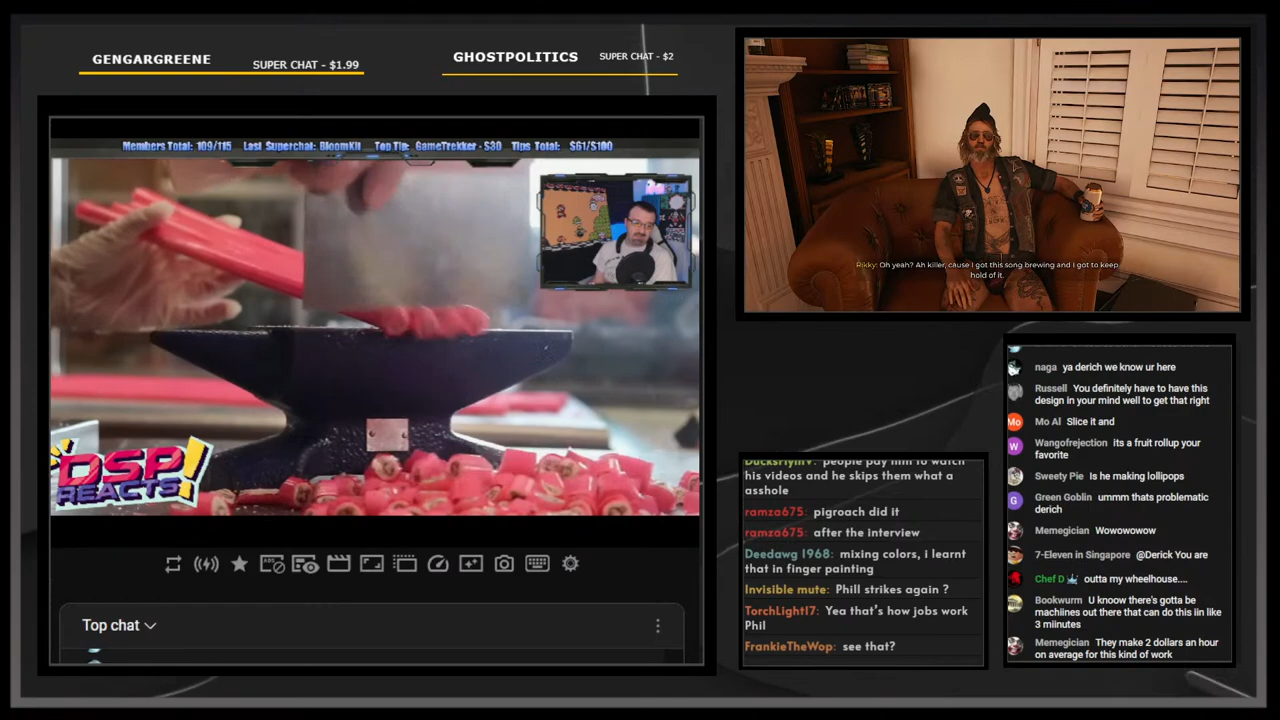 GENGARGREENE
SUPER CHAT - $1.99
GHOSTPOLITICS
SUPER CHAT - $2
Members Total: 109/115 Last Superchat: BloomKit Top Tip: GameTrekker - $30 Tips Total: $61/$100
DSP
REACTS!
Top chat
Rikky: Oh yeah? Ah killer, cause I got this song brewing and I got to keep
hold of it.
people pay him to watch
his videos and he skips them what a
asshole
ramza675: pigroach did it
ramza675: after the interview
Deedawg1968: mixing colors, i learnt
that in finger painting
Invisible mute: Phill strikes again ?
TorchLight17: Yea that's how jobs work
Phil
FrankieTheWop: see that?
naga ya derich we know ur here
Russell You definitely have to have this
design in your mind well to get that right
Mo Al Slice it and
Wangofrejection its a fruit rollup your
favorite
Sweety Pie Is he making lollipops
Green Goblin ummm thats problematic
derich
Memegician Wowowowow
7-Eleven in Singapore @Derick You are
Chef D outta my wheelhouse....
Bookwurm U knoow there's gotta be
machiines out there that can do this iin like
3 miinutes
Memegician They make 2 dollars an hour
on average for this kind of work